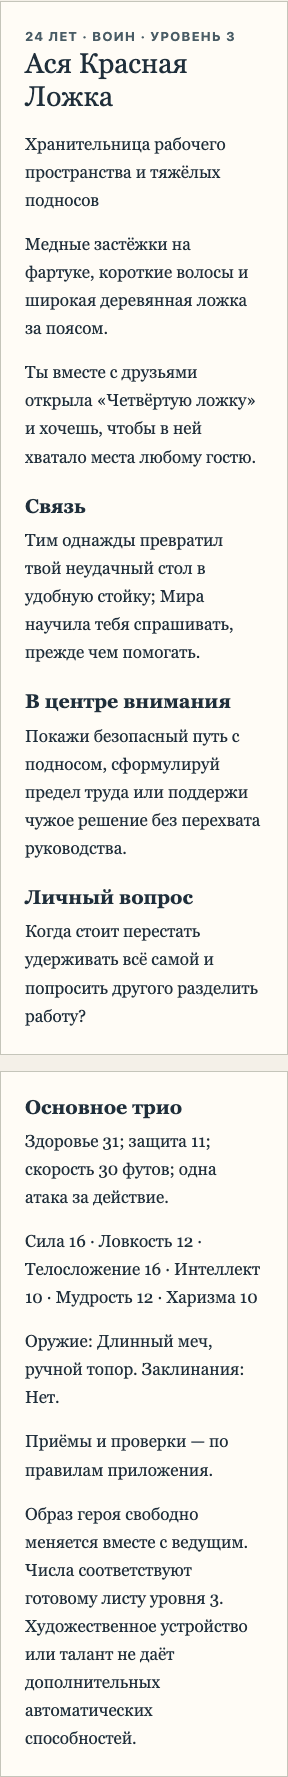 24 ЛЕТ · ВОИН · УРОВЕНЬ 3
Ася Красная
Ложка
Хранительница рабочего
пространства и тяжёлых
подносов
Медные застёжки на
фартуке, короткие волосы и
широкая деревянная ложка
за поясом.
Ты вместе с друзьями
открыла «Четвёртую ложку»
и хочешь, чтобы в ней
хватало места любому гостю.
Связь
Тим однажды превратил
твой неудачный стол в
удобную стойку; Мира
научила тебя спрашивать,
прежде чем помогать.
В центре внимания
Покажи безопасный путь с
подносом, сформулируй
предел труда или поддержи
чужое решение без перехвата
руководства.
Личный вопрос
Когда стоит перестать
удерживать всё самой и
попросить другого разделить
работу?
Основное трио
Здоровье 31; защита 11;
скорость 30 футов; одна
атака за действие.
Сила 16 · Ловкость 12 ·
Телосложение 16 · Интеллект
10 · Мудрость 12 · Харизма 10
Оружие: Длинный меч,
ручной топор. Заклинания:
Нет.
Приёмы и проверки — по
правилам приложения.
Образ героя свободно
меняется вместе с ведущим.
Числа соответствуют
готовому листу уровня 3.
Художественное устройство
или талант не даёт
дополнительных
автоматических
способностей.